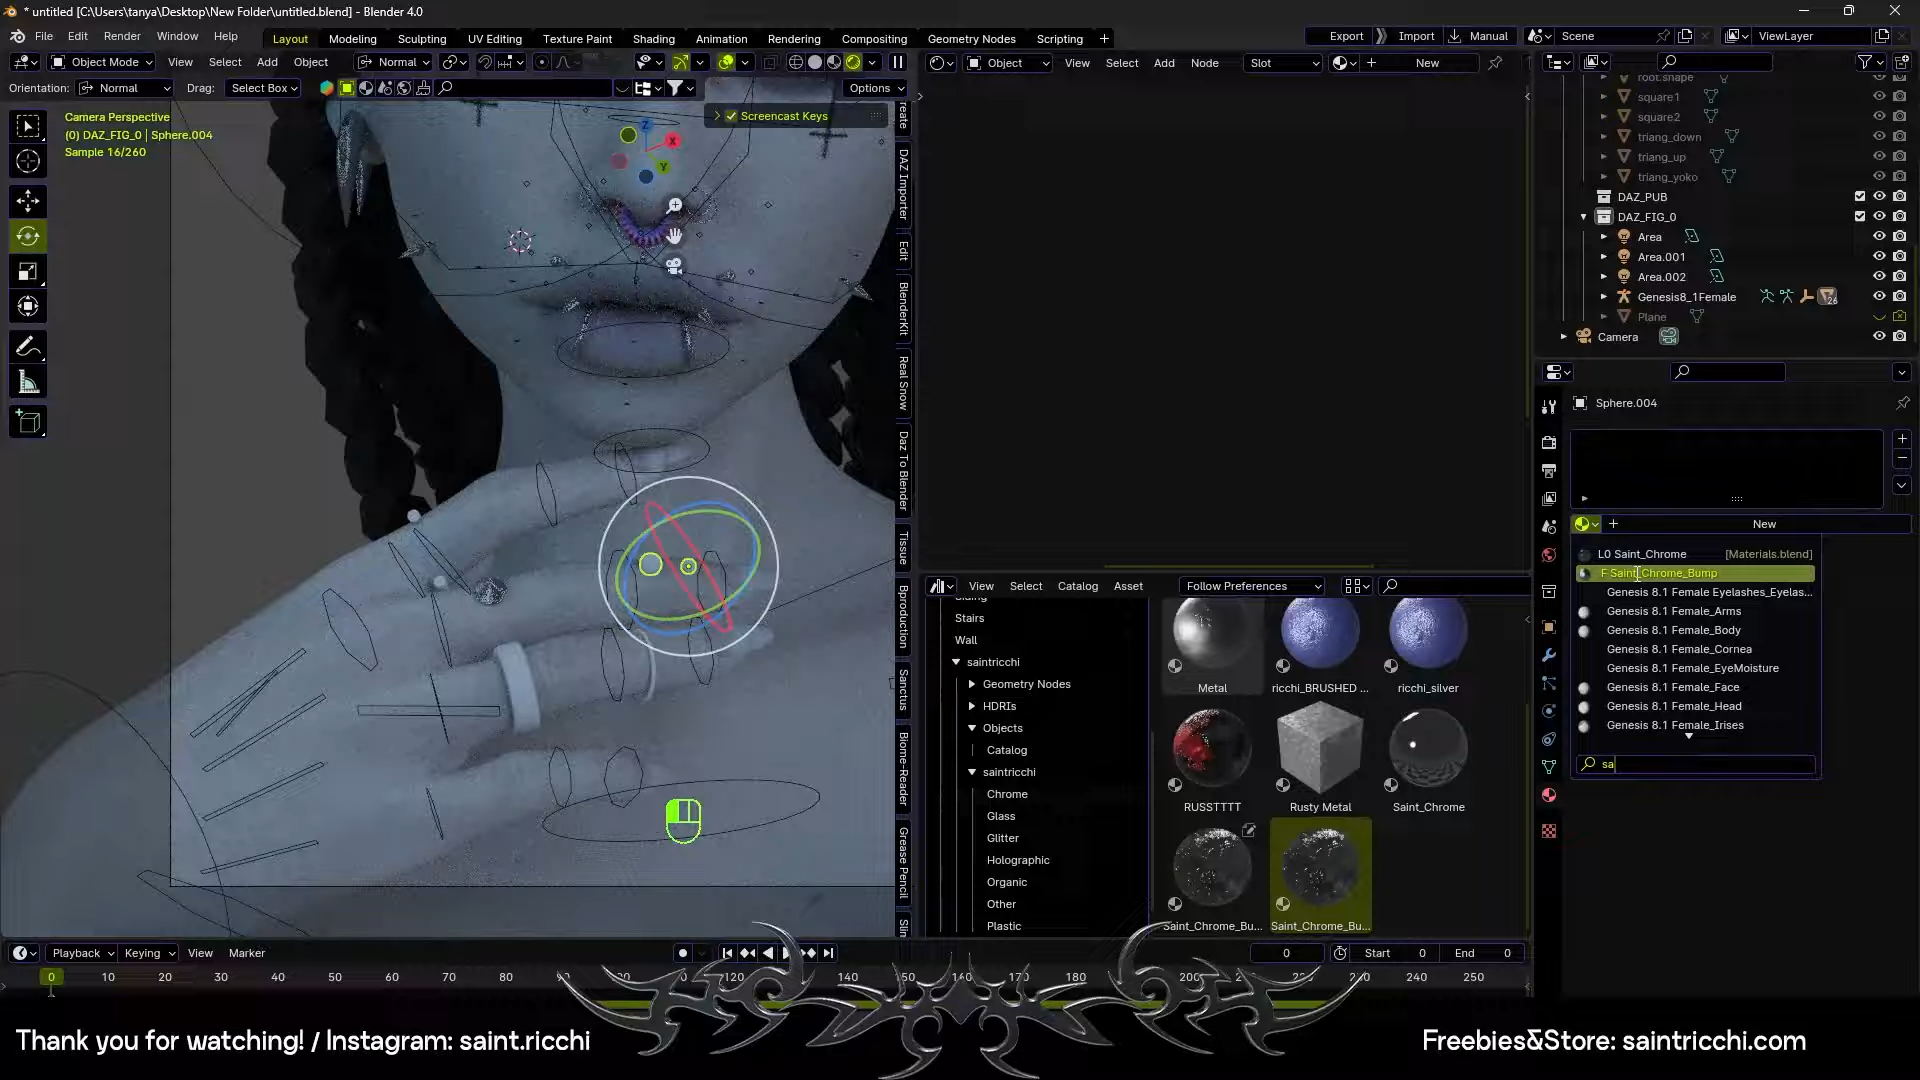 * untitled [C:\Users\tanya\Desktop\New Folder\untitled.blend] - Blender 4.0
File Edit Render Window Help
Layout Modeling Sculpting UV Editing Texture Paint Shading Animation Rendering Compositing Geometry Nodes Scripting +
Export Import Manual Scene ViewLayer
Object Mode View Select Add Object Normal
Object View Select Add Node Slot New
Orientation: Normal Drag: Select Box Options
Camera Perspective
(0) DAZ_FIG_0 | Sphere.004
Sample 16/260
Screencast Keys
Z
X
Y
DAZ Importer
Edit
BlenderKit
Real Snow
Daz To Blender
Tissue
Bproduction
Sanctus
Biome-Reader
Grease Pencil
root.shape
square1
square2
triang_down
triang_up
triang_yoko
DAZ_PUB
DAZ_FIG_0
Area
Area.001
Area.002
Genesis8_1Female
26
Plane
Camera
Sphere.004
New
L0 Saint_Chrome [Materials.blend]
F Saint_Chrome_Bump
Genesis 8.1 Female Eyelashes_Eyelas...
Genesis 8.1 Female_Arms
Genesis 8.1 Female_Body
Genesis 8.1 Female_Cornea
Genesis 8.1 Female_EyeMoisture
Genesis 8.1 Female_Face
Genesis 8.1 Female_Head
Genesis 8.1 Female_Irises
sa
View Select Catalog Asset Follow Preferences
Stairs
Wall
saintricchi
Geometry Nodes
HDRIs
Objects
Catalog
saintricchi
Chrome
Glass
Glitter
Holographic
Organic
Other
Plastic
Metal ricchi_BRUSHED ... ricchi_silver
RUSSTTTT Rusty Metal Saint_Chrome
Saint_Chrome_Bu... Saint_Chrome_Bu...
Playback Keying View Marker
0 Start 0 End 0
0 10 20 30 40 50 60 70 80 120 140 150 160 170 180 200 240 250
Thank you for watching! / Instagram: saint.ricchi
Freebies&Store: saintricchi.com